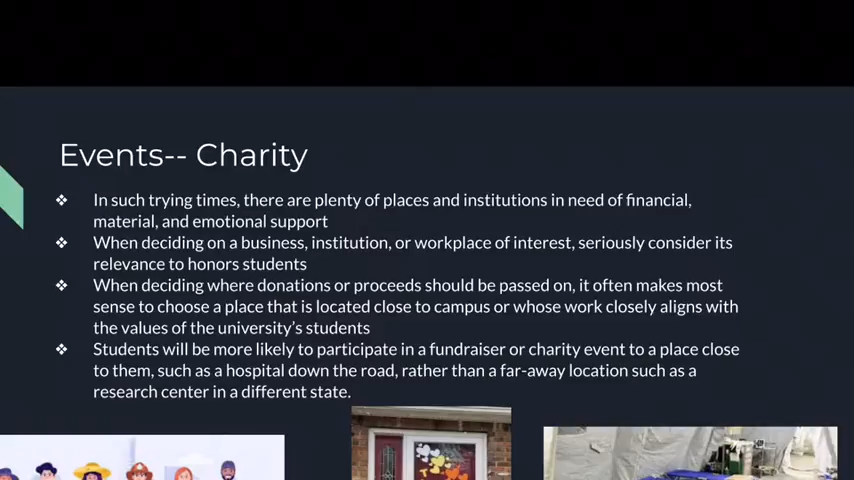 Events-- Charity
❖ In such trying times, there are plenty of places and institutions in need of financial,
material, and emotional support
❖ When deciding on a business, institution, or workplace of interest, seriously consider its
relevance to honors students
❖ When deciding where donations or proceeds should be passed on, it often makes most
sense to choose a place that is located close to campus or whose work closely aligns with
the values of the university’s students
❖ Students will be more likely to participate in a fundraiser or charity event to a place close
to them, such as a hospital down the road, rather than a far-away location such as a
research center in a different state.